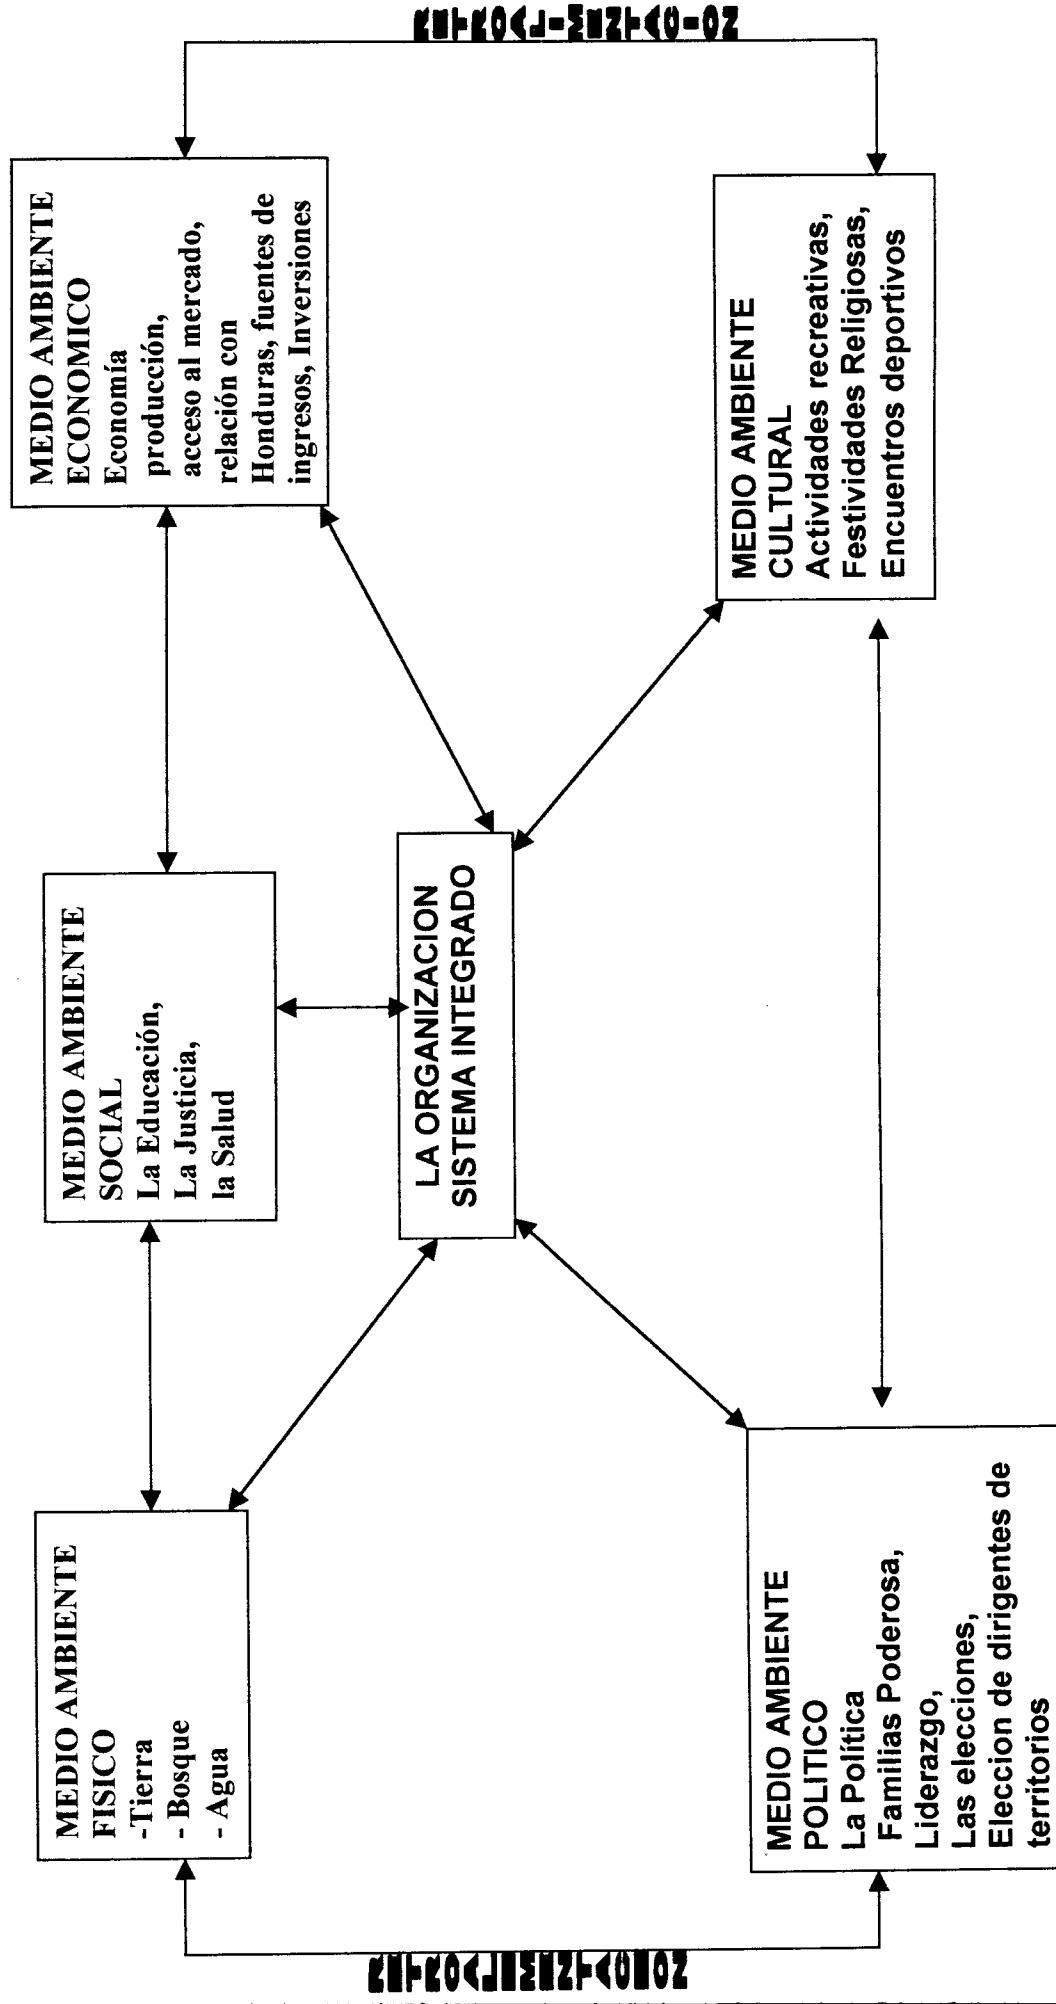 MEDIO AMBIENTE
FISICO
-Tierra
- Bosque
- Agua
MEDIO AMBIENTE
SOCIAL
La Educación,
La Justicia,
la Salud
MEDIO AMBIENTE
ECONOMICO
Economía
producción,
acceso al mercado,
relación con
Honduras, fuentes de
ingresos, Inversiones
RETROALIMENTACION
LA ORGANIZACION
SISTEMA INTEGRADO
RETROALIMENTACION
MEDIO AMBIENTE
POLITICO
La Política
Familias Poderosa,
Liderazgo,
Las elecciones,
Eleccion de dirigentes de
territorios
MEDIO AMBIENTE
CULTURAL
Actividades recreativas,
Festividades Religiosas,
Encuentros deportivos